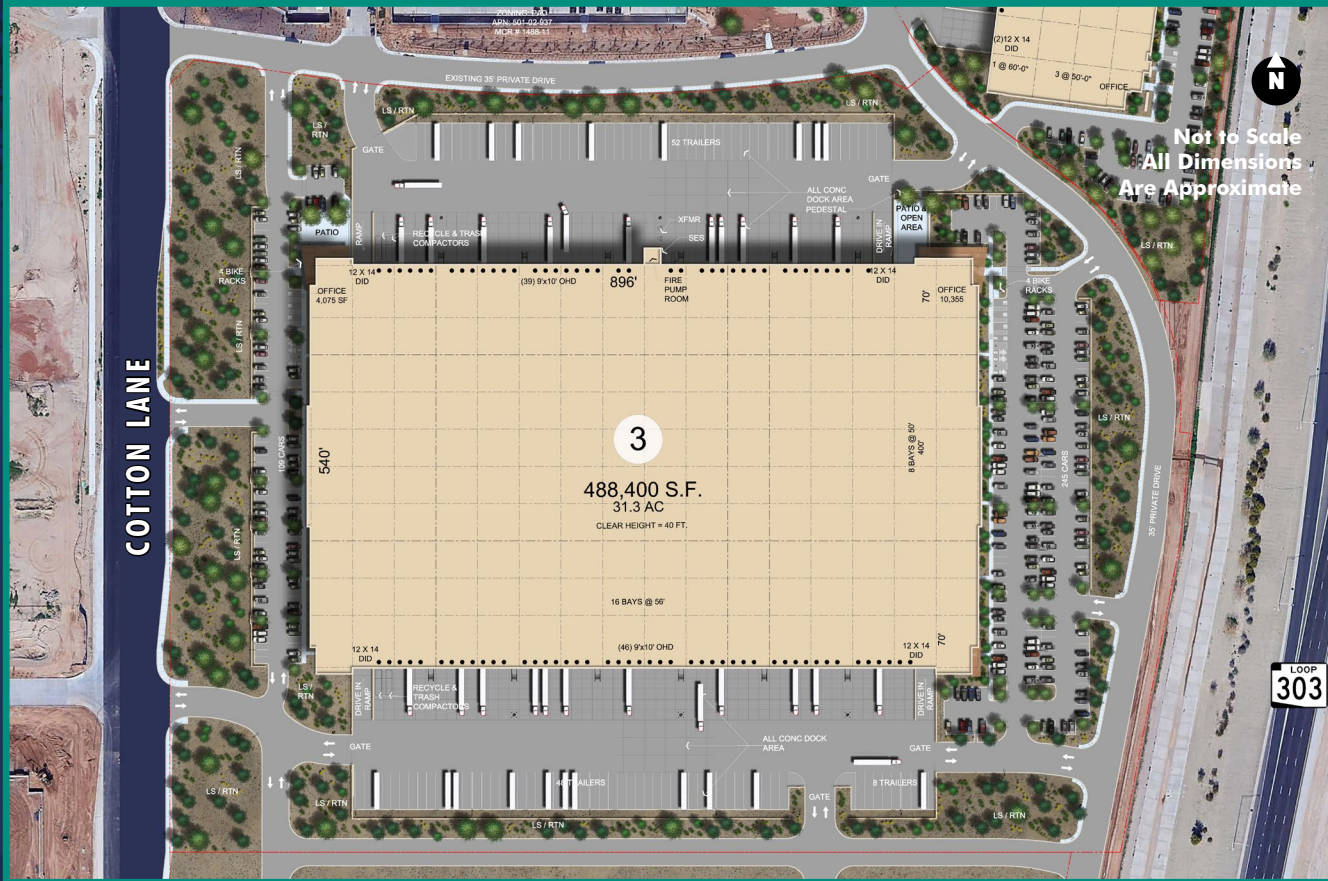 ZONING: PAD
APN: 501-02-937
MCR # 1488-11
(2)12 X 14
DID
1 @ 60'-0"
3 @ 50'-0"
OFFICE
N
Not to Scale
All Dimensions
Are Approximate
EXISTING 35' PRIVATE DRIVE
LS / RTN
LS / RTN
LS /
RTN
LS / RTN
GATE
52 TRAILERS
ALL CONC
DOCK AREA
PEDESTAL
GATE
PATIO
RAMP
RECYCLE & TRASH
COMPACTORS
XFMR
SES
DRIVE IN
RAMP
PATIO &
OPEN
AREA
LS / RTN
4 BIKE
RACKS
12 X 14
DID
(39) 9'x10' OHD
896'
FIRE
PUMP
ROOM
12 X 14
DID
4 BIKE
RACKS
OFFICE
4,075 SF
70'
OFFICE
10,355
LS / RTN
COTTON LANE
109 CARS
540'
3
488,400 S.F.
31.3 AC
CLEAR HEIGHT = 40 FT.
8 BAYS @ 50'
400'
245 CARS
LS / RTN
35' PRIVATE DRIVE
LS / RTN
16 BAYS @ 56'
70'
12 X 14
DID
(46) 9'x10' OHD
12 X 14
DID
LOOP
303
LS /
RTN
DRIVE IN
RAMP
RECYCLE &
TRASH
COMPACTORS
DRIVE IN
RAMP
GATE
ALL CONC DOCK
AREA
GATE
LS / RTN
LS / RTN
48 TRAILERS
GATE
8 TRAILERS
LS / RTN
LS / RTN